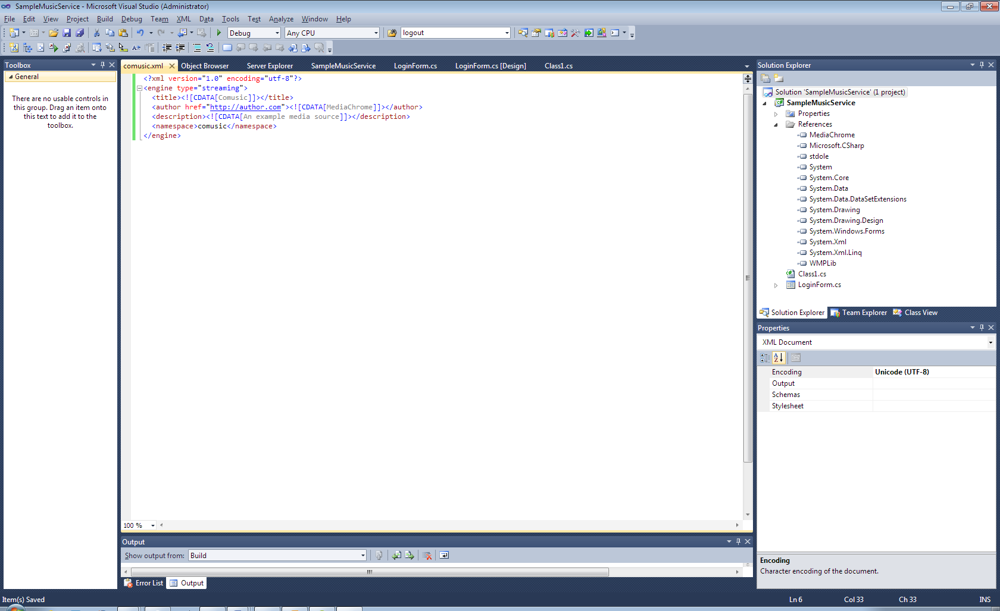 SampleMusicService - Microsoft Visual Studio (Administrator)
File Edit View Project Build Debug Team XML Data Tools Test Analyze Window Help
Debug Any CPU logout
Toolbox
General
There are no usable controls in
this group. Drag an item onto
this text to add it to the
toolbox.
comusic.xml Object Browser Server Explorer SampleMusicService LoginForm.cs LoginForm.cs [Design] Class1.cs
<?xml version="1.0" encoding="utf-8"?>
<engine type="streaming">
<title><![CDATA[Comusic]]></title>
<author href="http://author.com"><![CDATA[MediaChrome]]></author>
<description><![CDATA[An example media source]]></description>
<namespace>comusic</namespace>
</engine>
100 %
Output
Show output from: Build
Error List Output
Solution Explorer
Solution 'SampleMusicService' (1 project)
SampleMusicService
Properties
References
MediaChrome
Microsoft.CSharp
stdole
System
System.Core
System.Data
System.Data.DataSetExtensions
System.Drawing
System.Drawing.Design
System.Windows.Forms
System.Xml
System.Xml.Linq
WMPLib
Class1.cs
LoginForm.cs
Solution Explorer Team Explorer Class View
Properties
XML Document
Encoding Unicode (UTF-8)
Output
Schemas
Stylesheet
Encoding
Character encoding of the document.
Item(s) Saved Ln 6 Col 33 Ch 33 INS